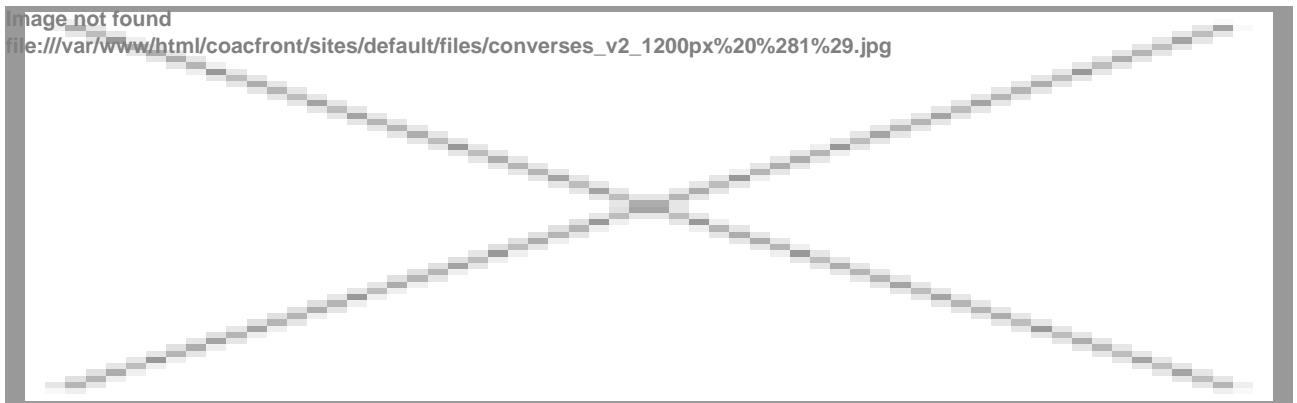 Image not found
file:///var/www/html/coacfront/sites/default/files/converses_v2_1200px%20%281%29.jpg